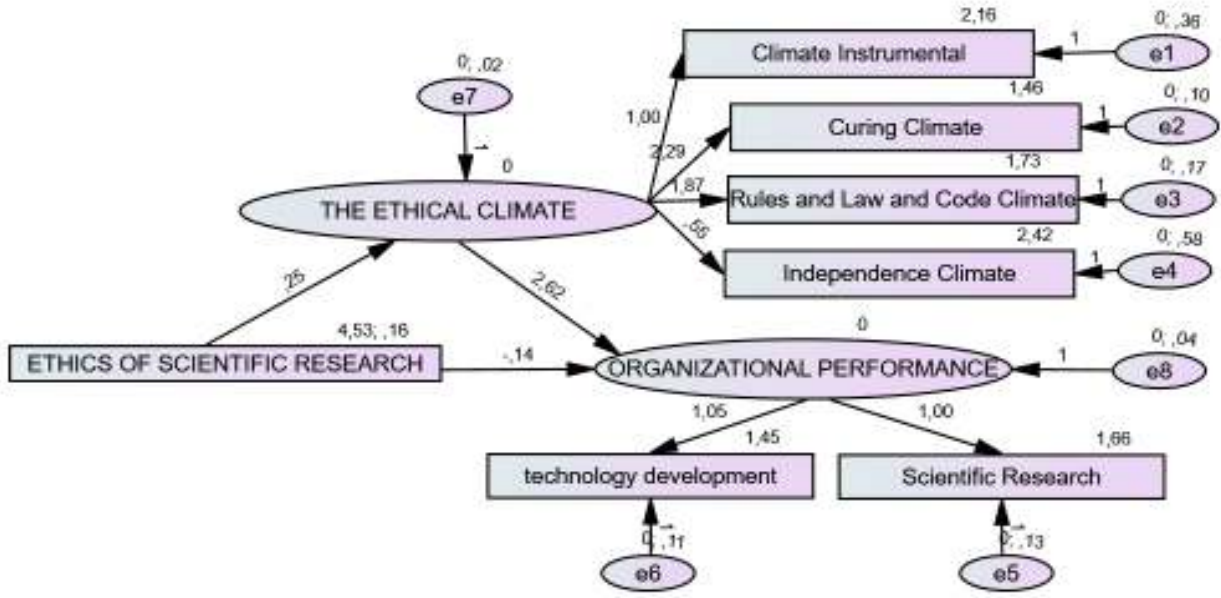 2,16
0; ,36
Climate Instrumental
1
e1
0; ,02
e7
1
1,46
0; ,10
1,00
Curing Climate
1
e2
2,29
0
1,73
0; ,17
THE ETHICAL CLIMATE
1,87
Rules and Law and Code Climate
1
e3
,55
2,42
0; ,58
Independence Climate
1
e4
,25
2,62
4,53; ,16
0
0; ,04
ETHICS OF SCIENTIFIC RESEARCH
-,14
ORGANIZATIONAL PERFORMANCE
1
e8
1,05
1,00
1,45
1,66
technology development
Scientific Research
1
1
0; ,11
0; ,13
e6
e5